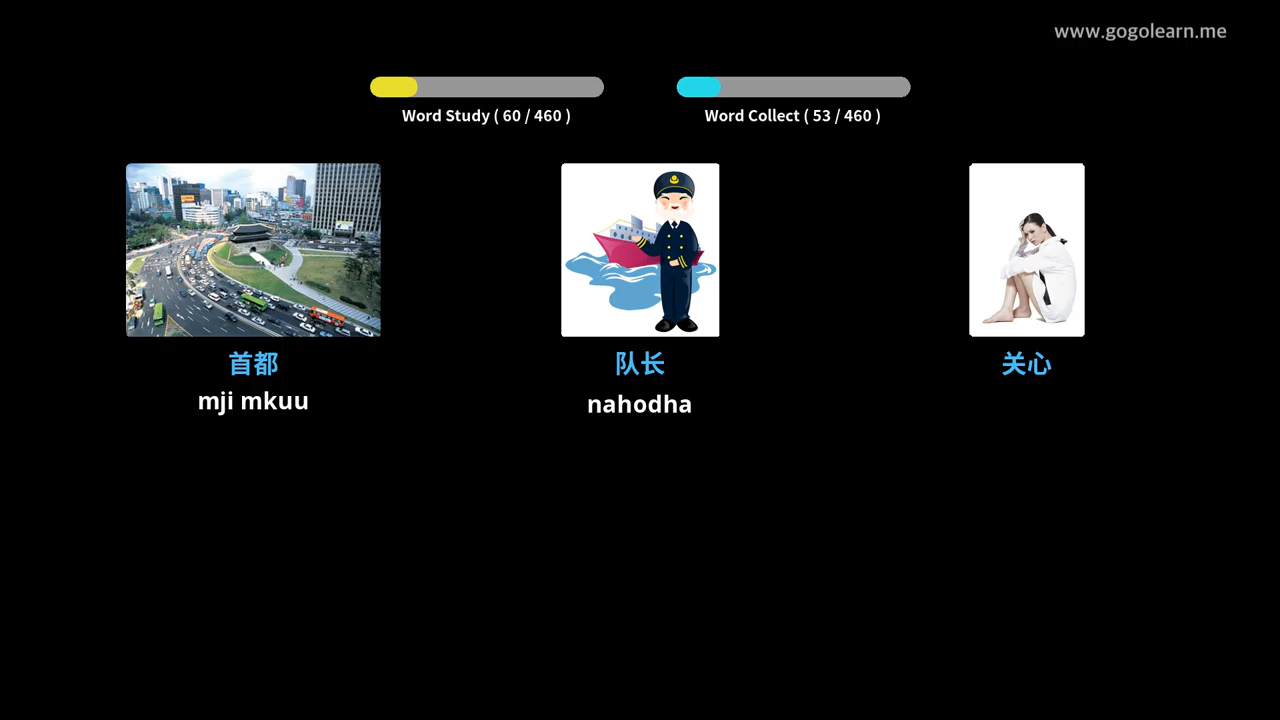 www.gogolearn.me
Word Study ( 60 / 460 )
Word Collect ( 53 / 460 )
首都
队长
关心
mji mkuu
nahodha